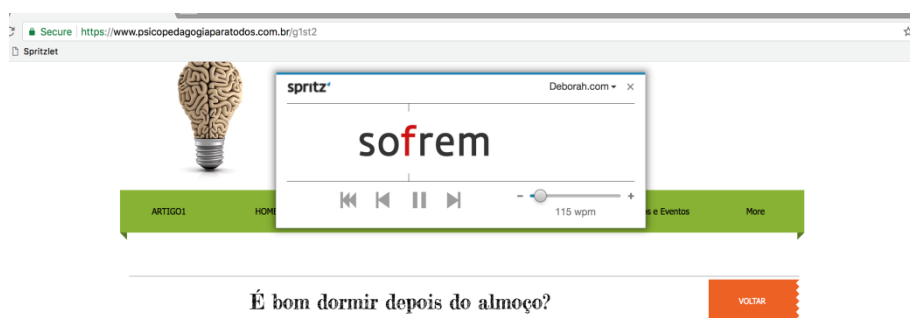 Secure https://www.psicopedagogiaparatodos.com.br/g1st2
Spritzlet
spritz Deborah.com ×
sofrem
- +
115 wpm
ARTIGO1 HOME s e Eventos More
É bom dormir depois do almoço? VOLTAR